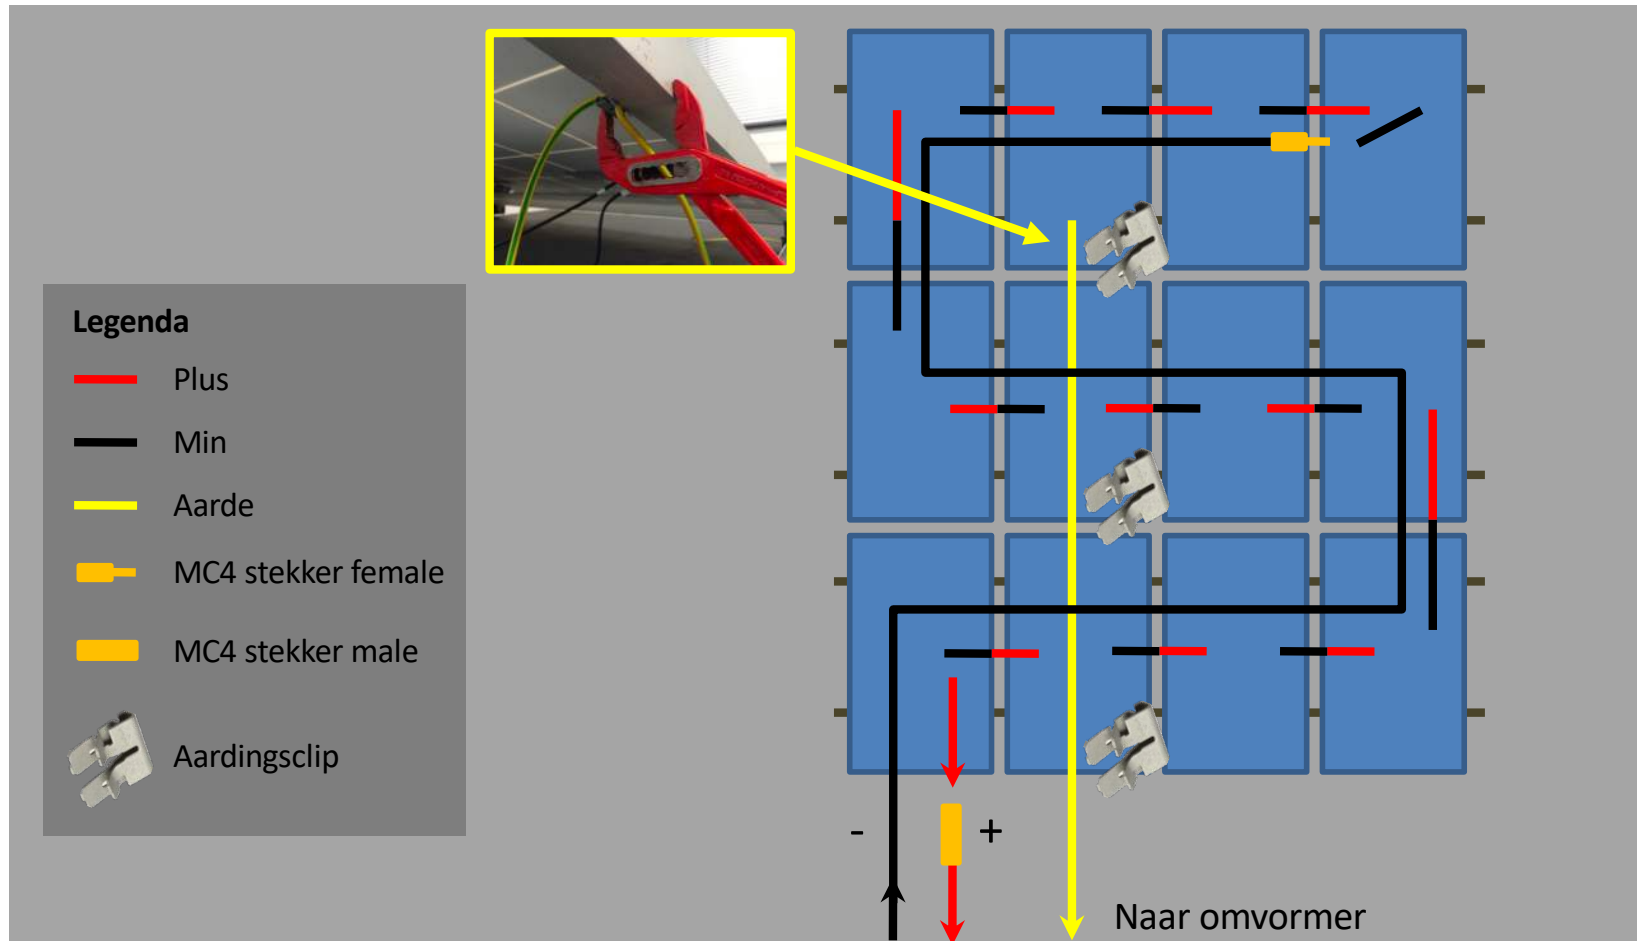 Legenda
Plus
Min
Aarde
MC4 stekker female
MC4 stekker male
Aardingsclip
-
+
Naar omvormer